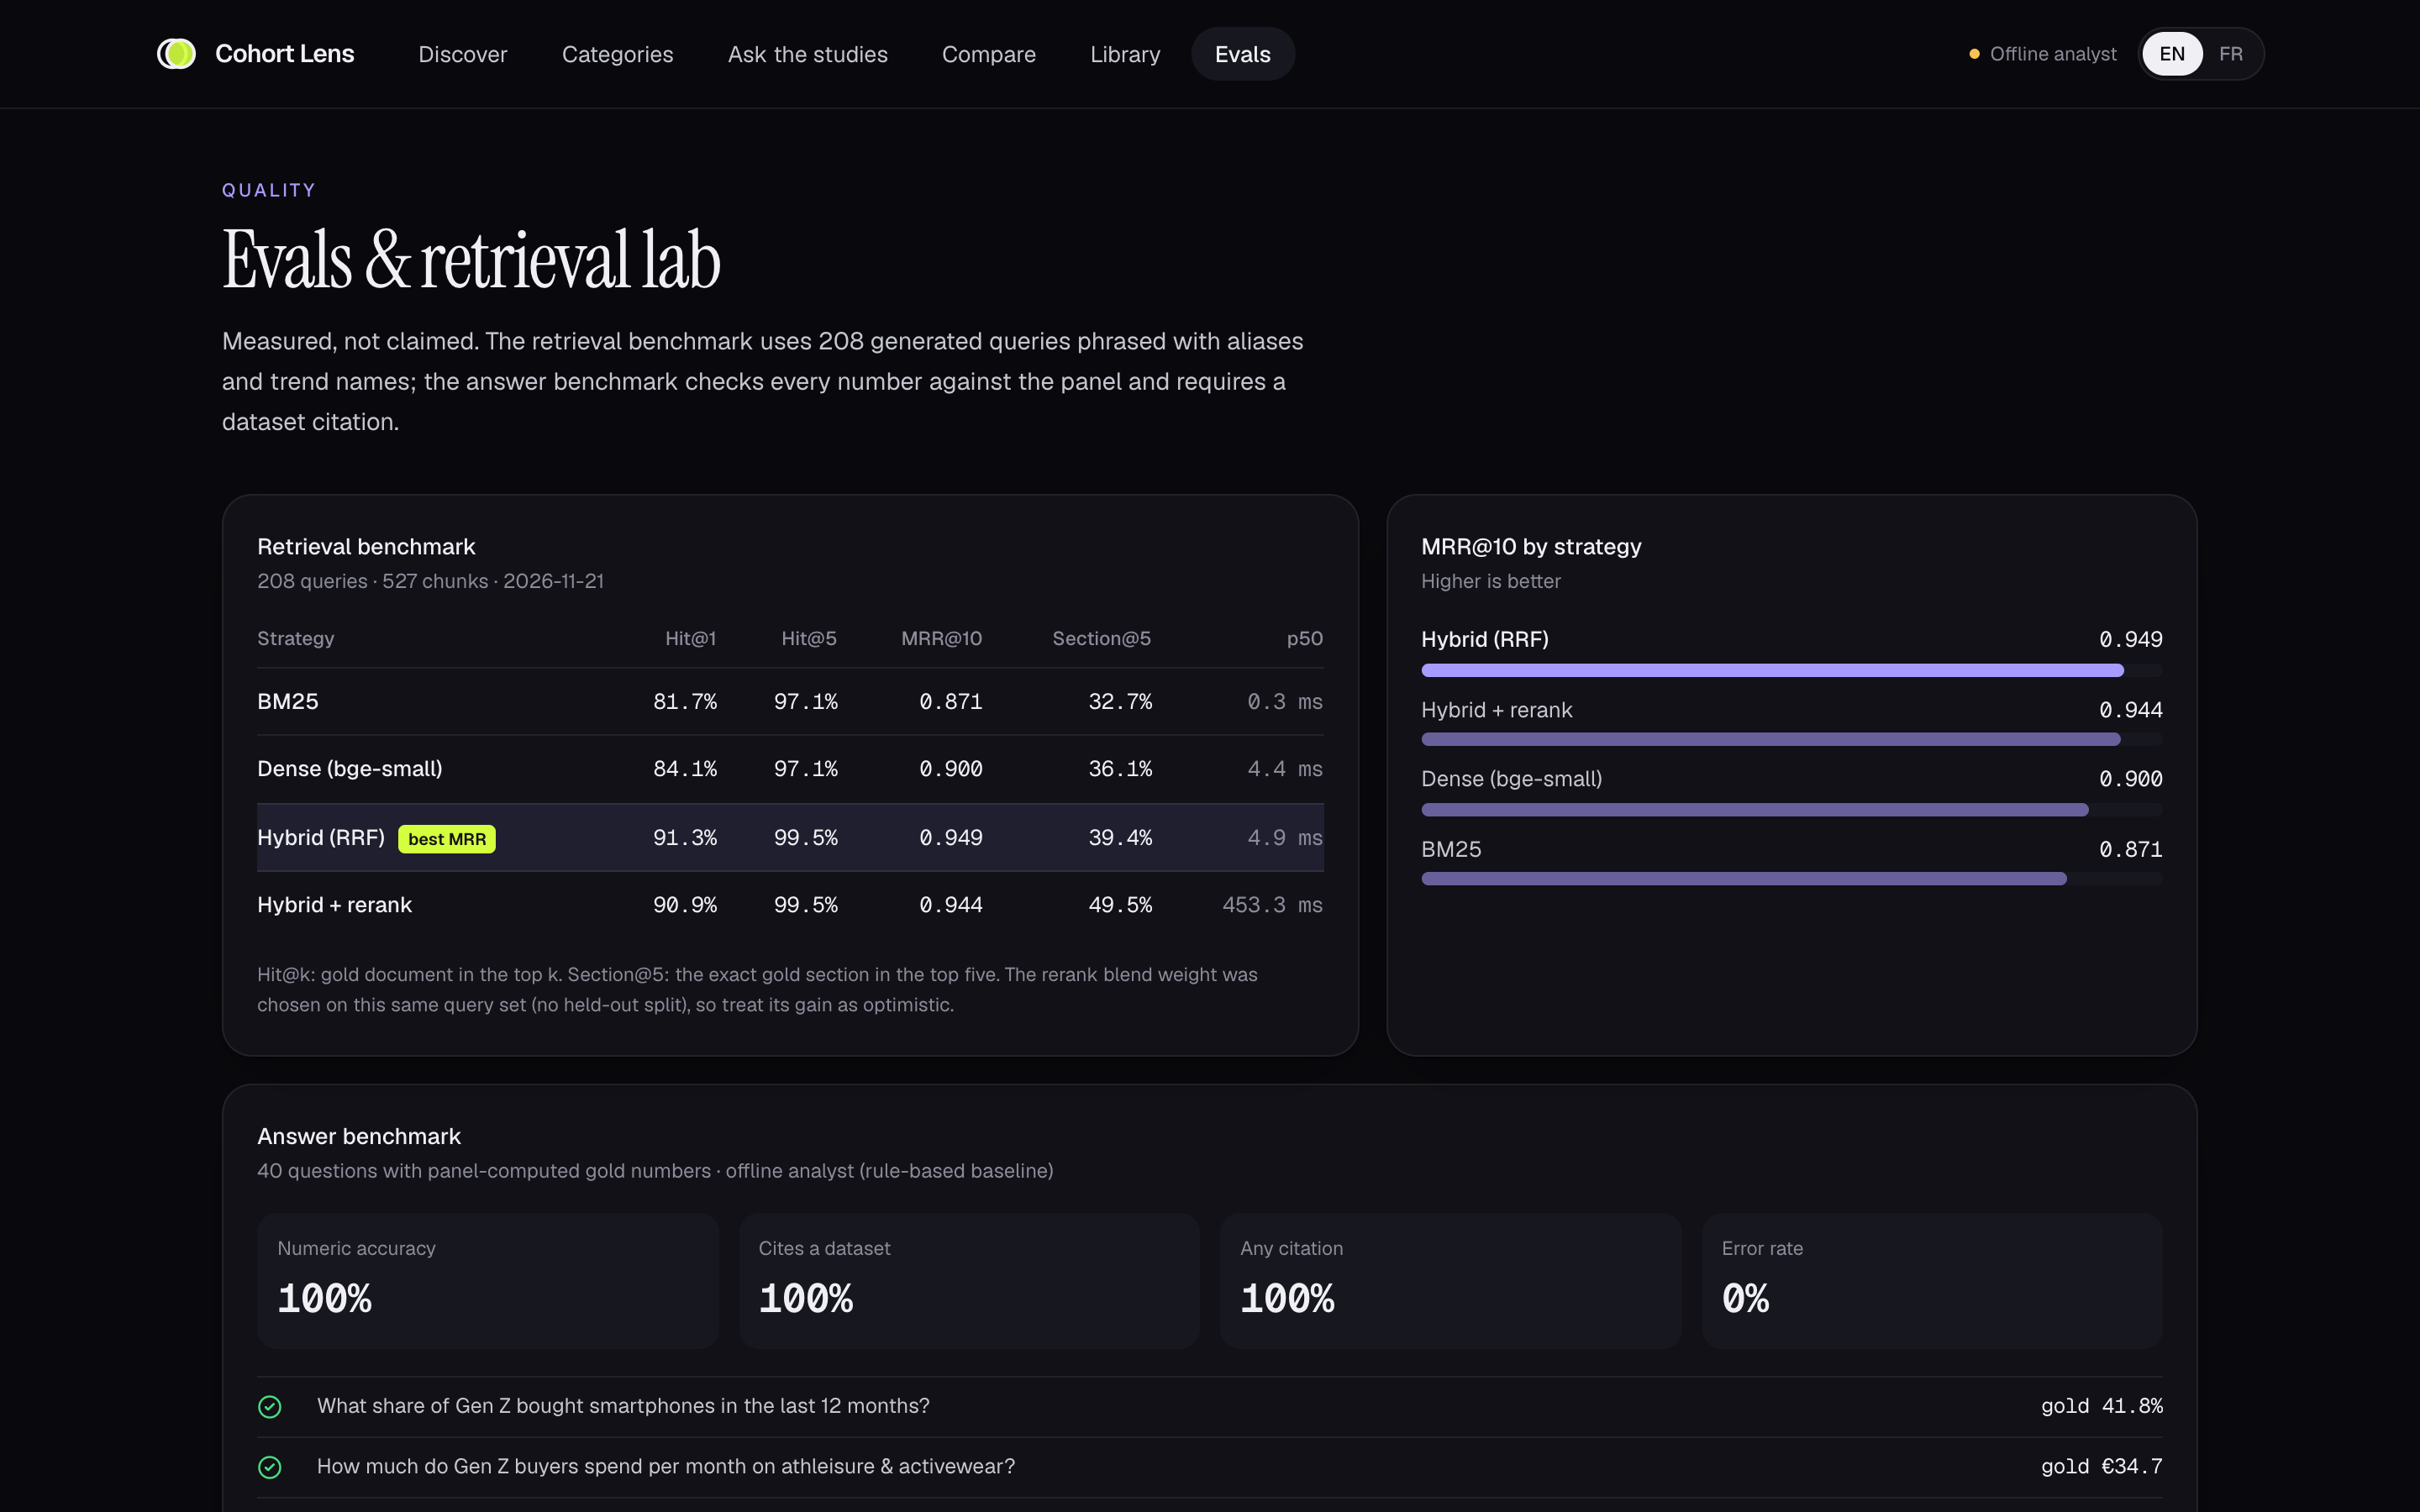 Cohort Lens Discover Categories Ask the studies Compare Library Evals Offline analyst EN FR
QUALITY
Evals & retrieval lab
Measured, not claimed. The retrieval benchmark uses 208 generated queries phrased with aliases
and trend names; the answer benchmark checks every number against the panel and requires a
dataset citation.
Retrieval benchmark
208 queries · 527 chunks · 2026-11-21
Strategy Hit@1 Hit@5 MRR@10 Section@5 p50
BM25 81.7% 97.1% 0.871 32.7% 0.3 ms
Dense (bge-small) 84.1% 97.1% 0.900 36.1% 4.4 ms
Hybrid (RRF) best MRR 91.3% 99.5% 0.949 39.4% 4.9 ms
Hybrid + rerank 90.9% 99.5% 0.944 49.5% 453.3 ms
Hit@k: gold document in the top k. Section@5: the exact gold section in the top five. The rerank blend weight was
chosen on this same query set (no held-out split), so treat its gain as optimistic.
MRR@10 by strategy
Higher is better
Hybrid (RRF) 0.949
Hybrid + rerank 0.944
Dense (bge-small) 0.900
BM25 0.871
Answer benchmark
40 questions with panel-computed gold numbers · offline analyst (rule-based baseline)
Numeric accuracy Cites a dataset Any citation Error rate
100% 100% 100% 0%
What share of Gen Z bought smartphones in the last 12 months? gold 41.8%
How much do Gen Z buyers spend per month on athleisure & activewear? gold €34.7